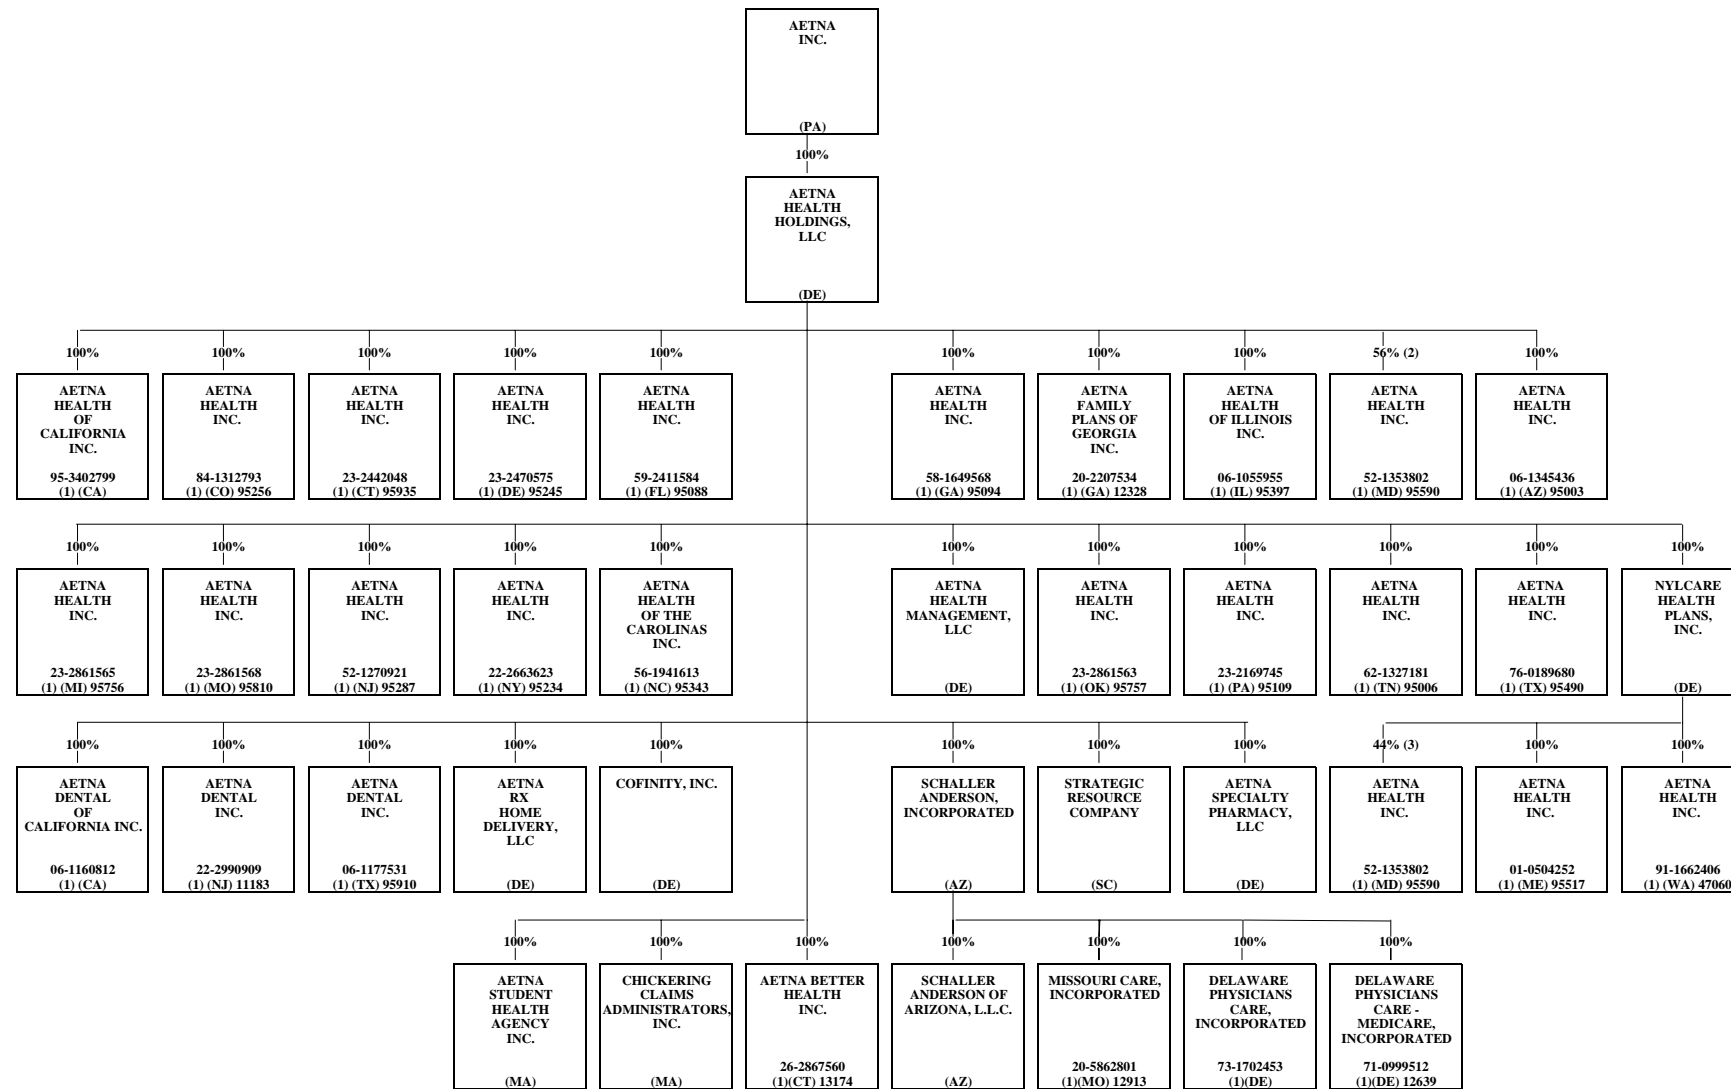 AETNA
INC.
(PA)
100%
AETNA
HEALTH
HOLDINGS,
LLC
(DE)
100%
AETNA
HEALTH
OF
CALIFORNIA
INC.
95-3402799
(1) (CA)
100%
AETNA
HEALTH
INC.
84-1312793
(1) (CO) 95256
100%
AETNA
HEALTH
INC.
23-2442048
(1) (CT) 95935
100%
AETNA
HEALTH
INC.
23-2470575
(1) (DE) 95245
100%
AETNA
HEALTH
INC.
59-2411584
(1) (FL) 95088
100%
AETNA
HEALTH
INC.
58-1649568
(1) (GA) 95094
100%
AETNA
FAMILY
PLANS OF
GEORGIA
INC.
20-2207534
(1) (GA) 12328
100%
AETNA
HEALTH
OF ILLINOIS
INC.
06-1055955
(1) (IL) 95397
56% (2)
AETNA
HEALTH
INC.
52-1353802
(1) (MD) 95590
100%
AETNA
HEALTH
INC.
06-1345436
(1) (AZ) 95003
100%
AETNA
HEALTH
INC.
23-2861565
(1) (MI) 95756
100%
AETNA
HEALTH
INC.
23-2861568
(1) (MO) 95810
100%
AETNA
HEALTH
INC.
52-1270921
(1) (NJ) 95287
100%
AETNA
HEALTH
INC.
22-2663623
(1) (NY) 95234
100%
AETNA
HEALTH
OF THE
CAROLINAS
INC.
56-1941613
(1) (NC) 95343
100%
AETNA
HEALTH
MANAGEMENT,
LLC
(DE)
100%
AETNA
HEALTH
INC.
23-2861563
(1) (OK) 95757
100%
AETNA
HEALTH
INC.
23-2169745
(1) (PA) 95109
100%
AETNA
HEALTH
INC.
62-1327181
(1) (TN) 95006
100%
AETNA
HEALTH
INC.
76-0189680
(1) (TX) 95490
100%
NYLCARE
HEALTH
PLANS,
INC.
(DE)
100%
AETNA
DENTAL
OF
CALIFORNIA INC.
06-1160812
(1) (CA)
100%
AETNA
DENTAL
INC.
22-2990909
(1) (NJ) 11183
100%
AETNA
DENTAL
INC.
06-1177531
(1) (TX) 95910
100%
AETNA
RX
HOME
DELIVERY,
LLC
(DE)
100%
COFINITY, INC.
(DE)
100%
SCHALLER
ANDERSON,
INCORPORATED
(AZ)
100%
STRATEGIC
RESOURCE
COMPANY
(SC)
100%
AETNA
SPECIALTY
PHARMACY,
LLC
(DE)
44% (3)
AETNA
HEALTH
INC.
52-1353802
(1) (MD) 95590
100%
AETNA
HEALTH
INC.
01-0504252
(1) (ME) 95517
100%
AETNA
HEALTH
INC.
91-1662406
(1) (WA) 47060
100%
AETNA
STUDENT
HEALTH
AGENCY
INC.
(MA)
100%
CHICKERING
CLAIMS
ADMINISTRATORS,
INC.
(MA)
100%
AETNA BETTER
HEALTH
INC.
26-2867560
(1)(CT) 13174
100%
SCHALLER
ANDERSON OF
ARIZONA, L.L.C.
(AZ)
100%
MISSOURI CARE,
INCORPORATED
20-5862801
(1)(MO) 12913
100%
DELAWARE
PHYSICIANS
CARE,
INCORPORATED
73-1702453
(1)(DE)
100%
DELAWARE
PHYSICIANS
CARE -
MEDICARE,
INCORPORATED
71-0999512
(1)(DE) 12639